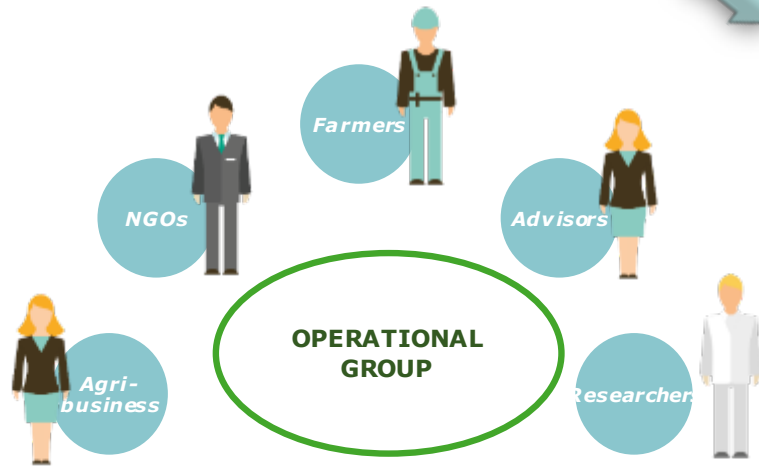 Farmers
NGOs
Advisors
OPERATIONAL
GROUP
Agri-
business
Researchers